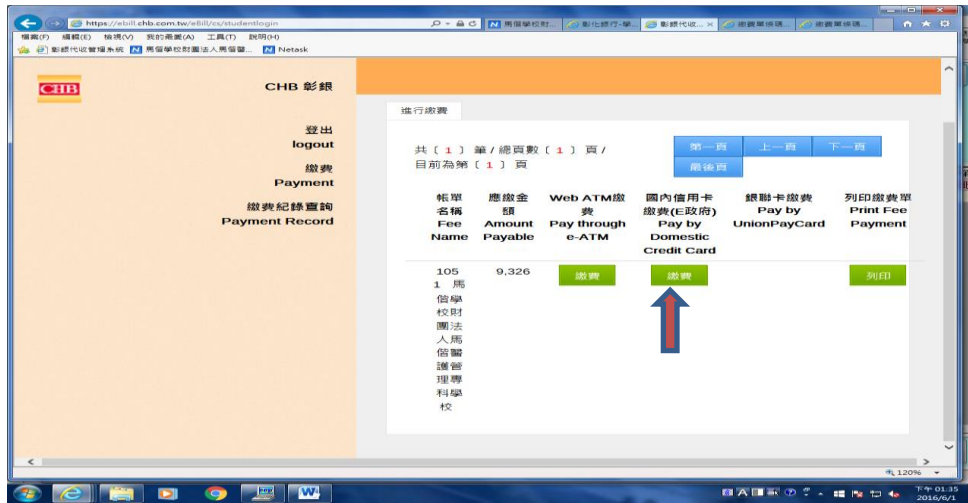 https://ebill.chb.com.tw/eBill/cs/studentlogin
馬偕學校財...
彰化銀行-學...
彰銀代收...
繳費單條碼...
繳費單條碼...
檔案(F) 編輯(E) 檢視(V) 我的最愛(A) 工具(T) 說明(H)
彰銀代收管理系統 馬偕學校財團法人馬偕醫... Netask
CHB
CHB 彰銀
登出
logout
繳費
Payment
繳費紀錄查詢
Payment Record
進行繳費
共 〔 1 〕 筆 / 總頁數 〔 1 〕 頁 /
目前為第 〔 1 〕 頁
第一頁 上一頁 下一頁
最後頁
帳單名稱 Fee Name
應繳金額 Amount Payable
Web ATM繳費 Pay through e-ATM
國內信用卡繳費(E政府) Pay by Domestic Credit Card
銀聯卡繳費 Pay by UnionPayCard
列印繳費單 Print Fee Payment
105
1 馬
偕學
校財
團法
人馬
偕醫
護管
理專
科學
校
9,326
繳費
繳費
列印
120%
下午 01:35
2016/6/1